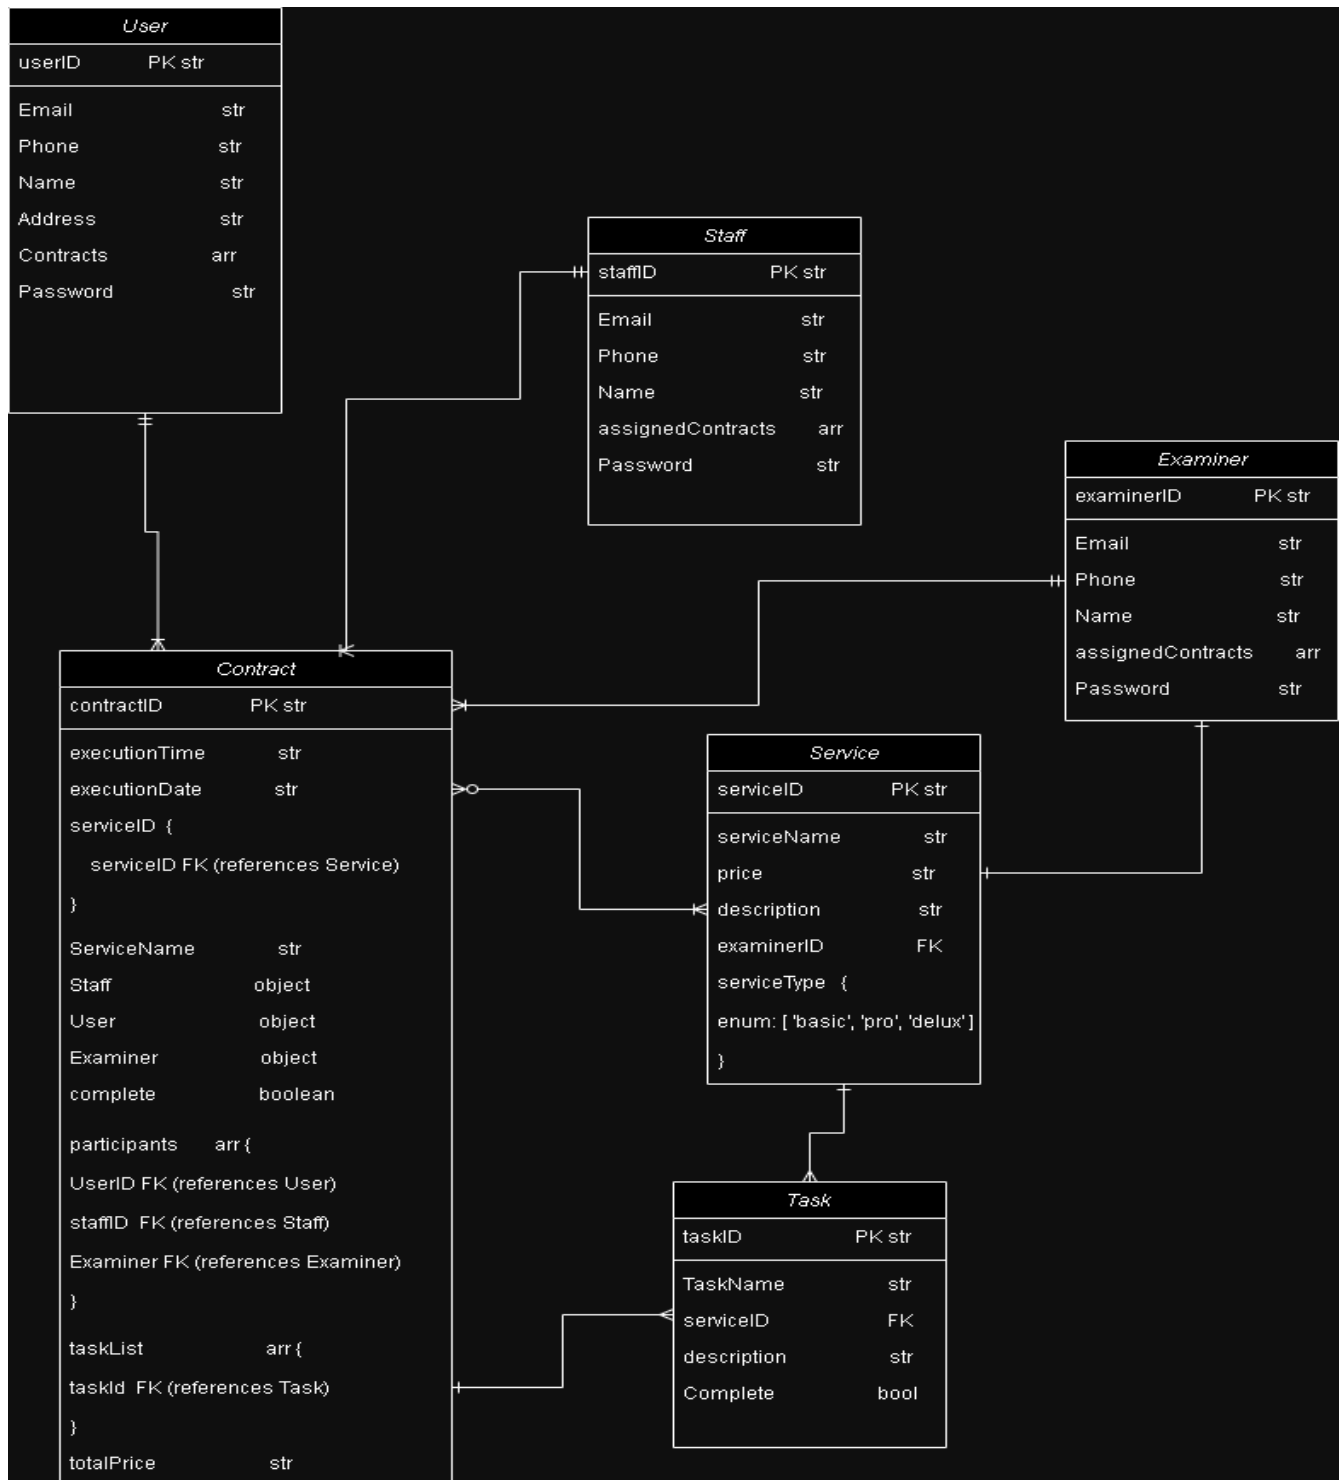 User
userID PK str
Email str
Phone str
Name str
Address str
Contracts arr
Password str
Staff
staffID PK str
Email str
Phone str
Name str
assignedContracts arr
Password str
Examiner
examinerID PK str
Email str
Phone str
Name str
assignedContracts arr
Password str
Contract
contractID PK str
executionTime str
executionDate str
serviceID {
serviceID FK (references Service)
}
ServiceName str
Staff object
User object
Examiner object
complete boolean
participants arr {
UserID FK (references User)
staffID FK (references Staff)
Examiner FK (references Examiner)
}
taskList arr {
taskId FK (references Task)
}
totalPrice str
Service
serviceID PK str
serviceName str
price str
description str
examinerID FK
serviceType {
enum: [ 'basic', 'pro', 'delux' ]
}
Task
taskID PK str
TaskName str
serviceID FK
description str
Complete bool